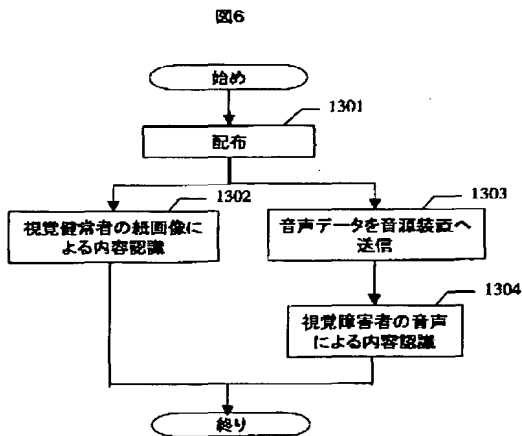 図6
始め
1301
配布
1302
視覚健常者の紙画像に
よる内容認識
1303
音声データを音源装置へ
送信
1304
視覚障害者の音声
による内容認識
終り